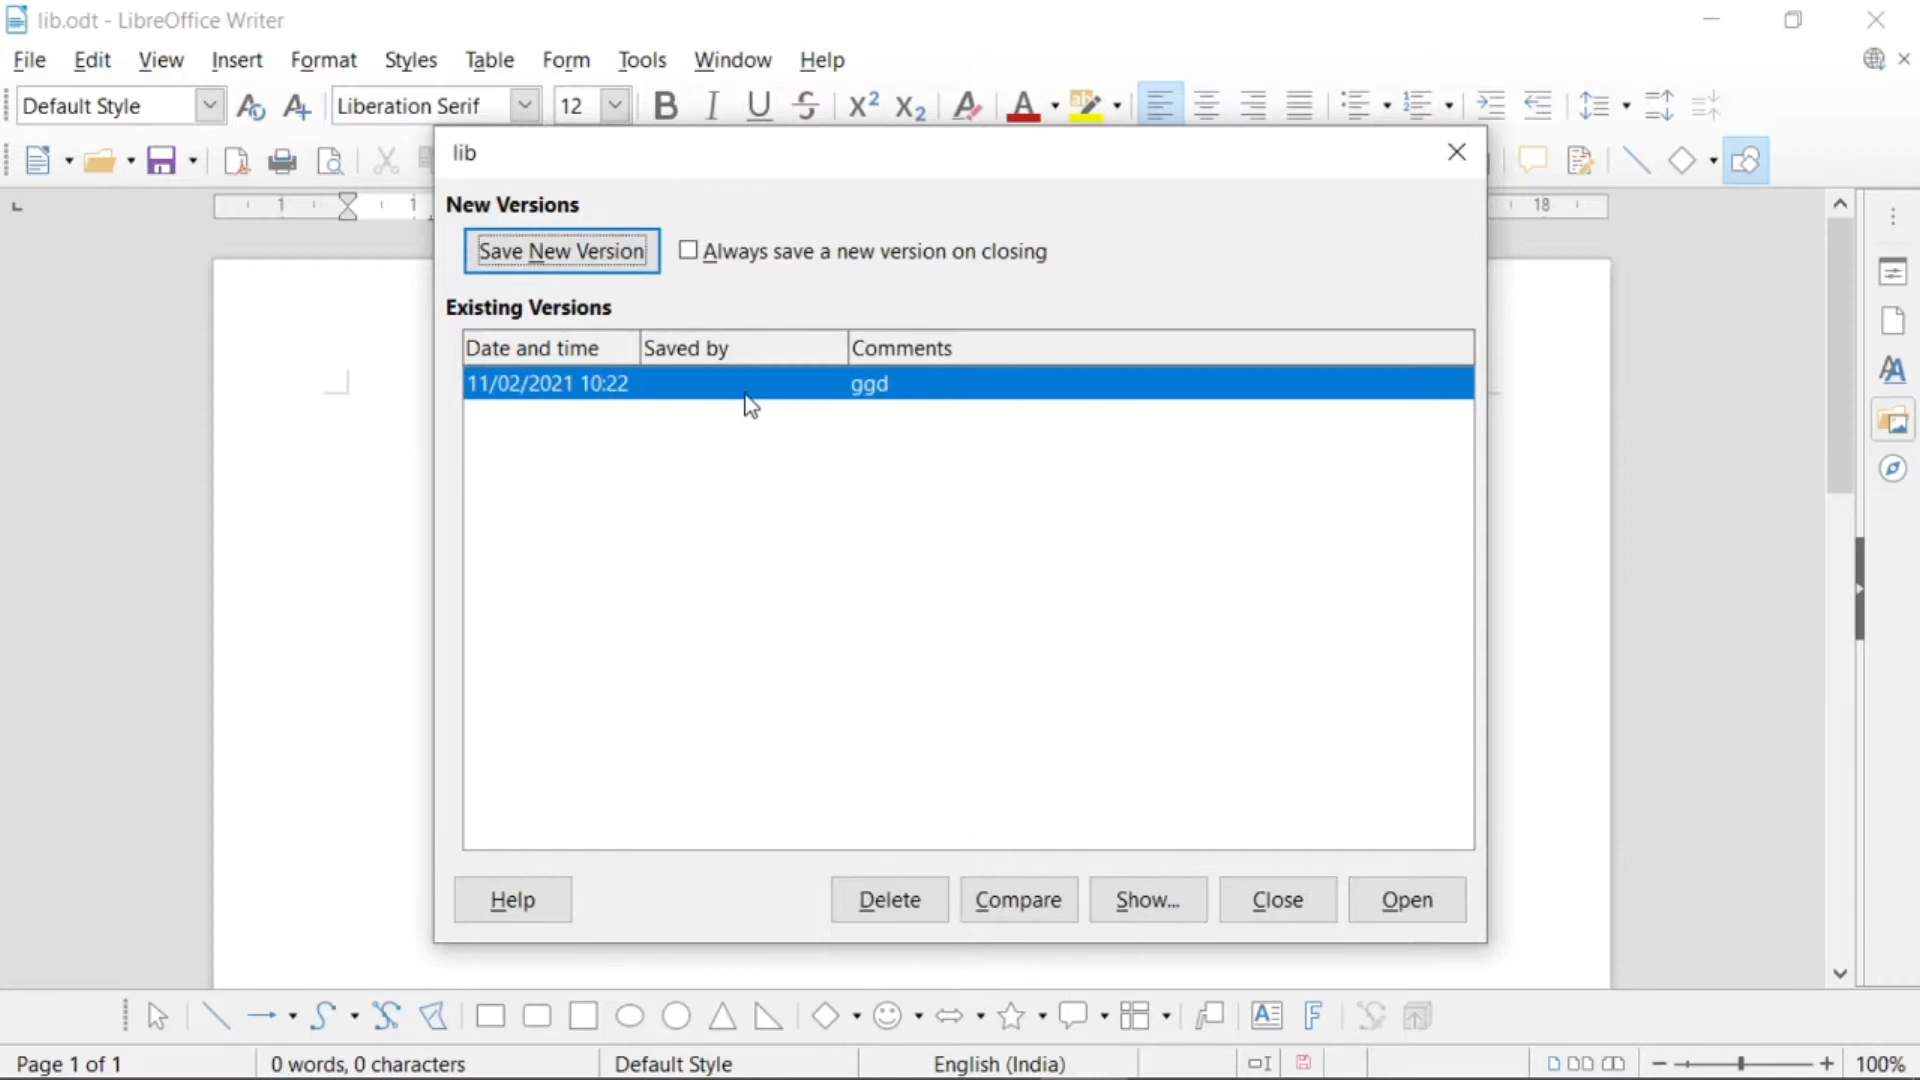 lib.odt - LibreOffice Writer
File Edit View Insert Format Styles Table Form Tools Window Help
Default Style Liberation Serif 12
lib
1 1 18
New Versions
Save New Version Always save a new version on closing
Existing Versions
Date and time Saved by Comments
11/02/2021 10:22 ggd
Help Delete Compare Show... Close Open
Page 1 of 1 0 words, 0 characters Default Style English (India) 100%